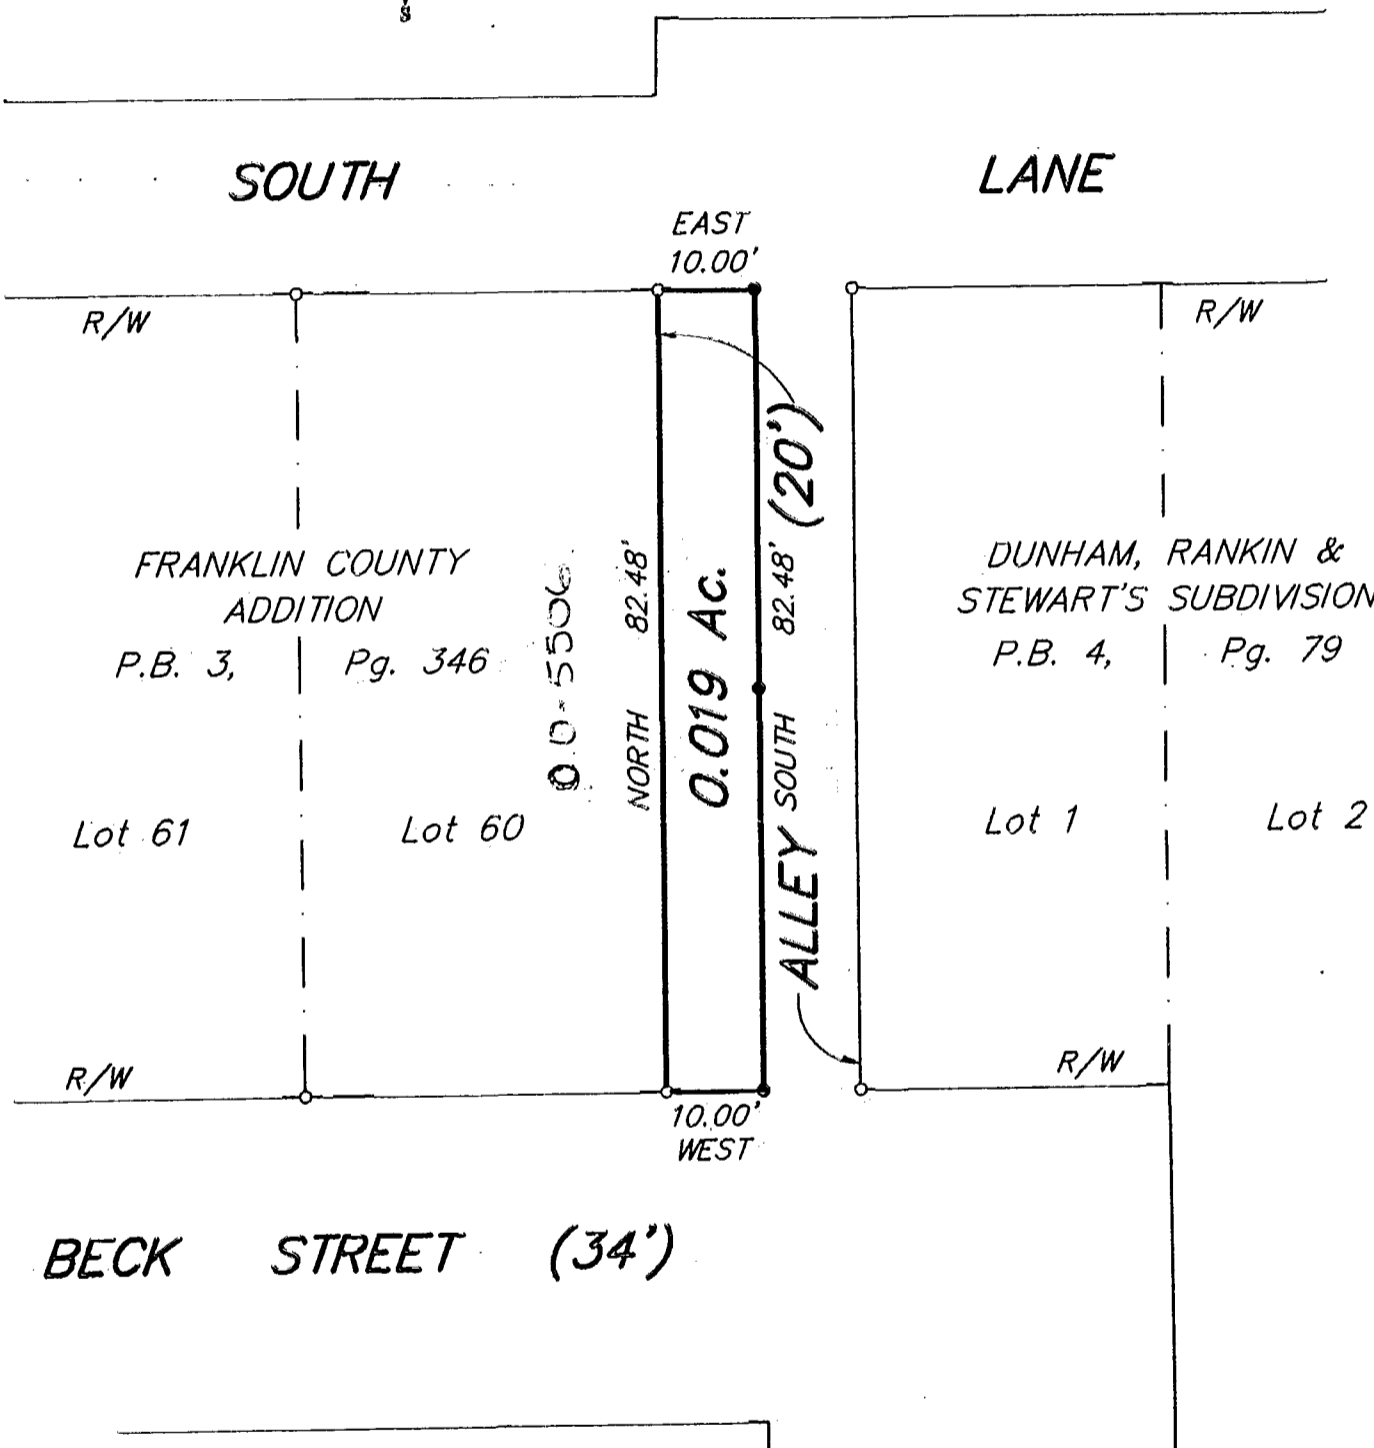 SOUTH LANE
EAST
10.00'
R/W
R/W
ALLEY (20')
FRANKLIN COUNTY
ADDITION
P.B. 3, Pg. 346
00-5506
NORTH 82.48'
0.019 Ac.
SOUTH 82.48'
DUNHAM, RANKIN &
STEWART'S SUBDIVISION
P.B. 4, Pg. 79
Lot 61
Lot 60
Lot 1
Lot 2
R/W
R/W
10.00'
WEST
BECK STREET (34')